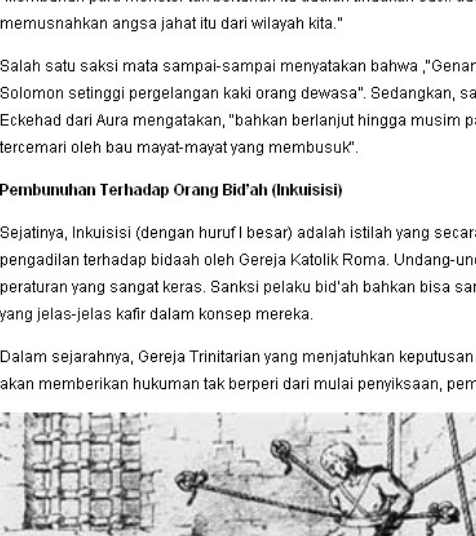 musnahkan angsa jahat itu dari wilayah kita."
Salah satu saksi mata sampai-sampai menyatakan bahwa ,"Genan
Solomon setinggi pergelangan kaki orang dewasa". Sedangkan, sa
Eckehad dari Aura mengatakan, "bahkan berlanjut hingga musim pa
tercemari oleh bau mayat-mayat yang membusuk".
Pembunuhan Terhadap Orang Bid'ah (Inkuisisi)
Sejatinya, Inkuisisi (dengan huruf I besar) adalah istilah yang secara
pengadilan terhadap bidaah oleh Gereja Katolik Roma. Undang-und
peraturan yang sangat keras. Sanksi pelaku bid'ah bahkan bisa sam
yang jelas-jelas kafir dalam konsep mereka.
Dalam sejarahnya, Gereja Trinitarian yang menjatuhkan keputusan
akan memberikan hukuman tak berperi dari mulai penyiksaan, pem